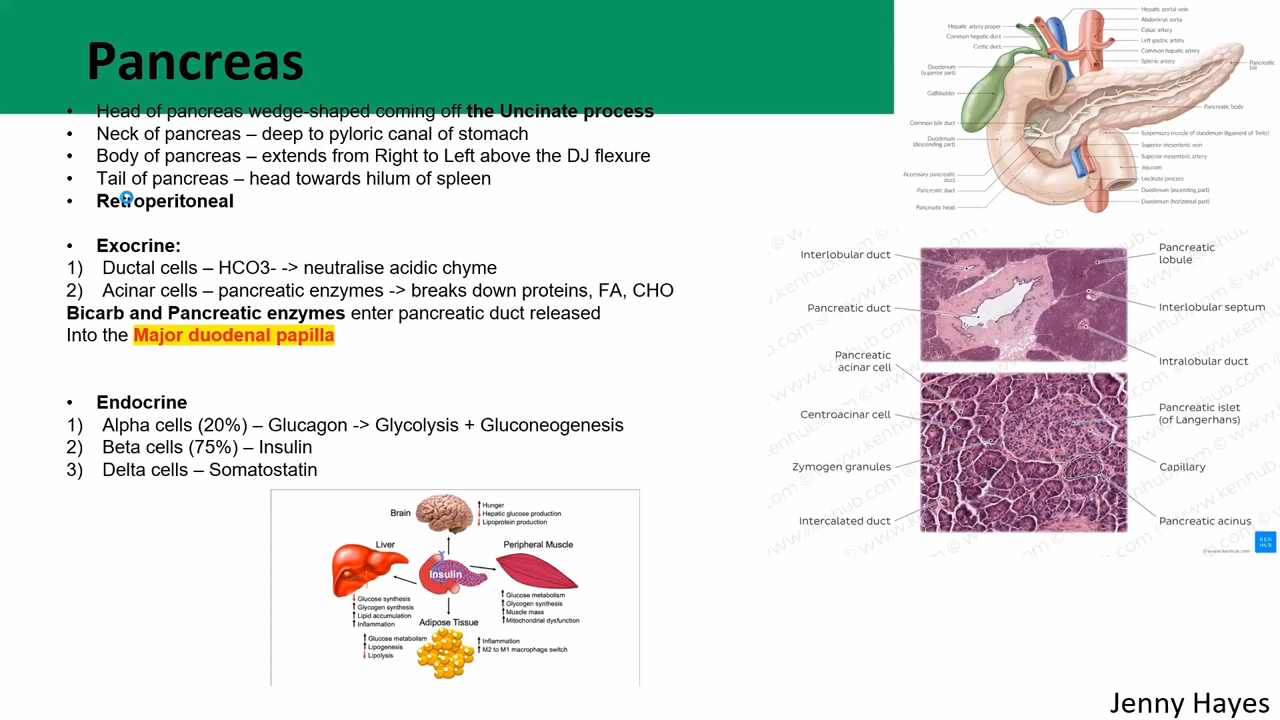 Pancreas
• Head of pancreas wedge-shaped coming off the Uncinate process
• Neck of pancreas – deep to pyloric canal of stomach
• Body of pancreas – extends from Right to Left above the DJ flexure
• Tail of pancreas – head towards hilum of spleen
• Retroperitoneal
• Exocrine:
1) Ductal cells – HCO3- -> neutralise acidic chyme
2) Acinar cells – pancreatic enzymes -> breaks down proteins, FA, CHO
Bicarb and Pancreatic enzymes enter pancreatic duct released
Into the Major duodenal papilla
• Endocrine
1) Alpha cells (20%) – Glucagon -> Glycolysis + Gluconeogenesis
2) Beta cells (75%) – Insulin
3) Delta cells – Somatostatin
Brain
Hunger
Hepatic glucose production
Lipoprotein production
Liver
Peripheral Muscle
Insulin
Glucose synthesis
Glycogen synthesis
Lipid accumulation
Inflammation
Glucose metabolism
Glycogen synthesis
Muscle mass
Mitochondrial dysfunction
Adipose Tissue
Glucose metabolism
Lipogenesis
Lipolysis
Inflammation
M2 to M1 macrophage switch
Hepatic artery proper
Common hepatic duct
Cystic duct
Duodenum
(superior part)
Gallbladder
Common bile duct
Duodenum
(descending part)
Accessory pancreatic
duct
Pancreatic duct
Pancreatic head
Hepatic portal vein
Abdominal aorta
Celiac artery
Left gastric artery
Common hepatic artery
Splenic artery
Pancreatic
tail
Pancreatic body
Suspensory muscle of duodenum (ligament of Treitz)
Superior mesenteric vein
Superior mesenteric artery
Jejunum
Uncinate process
Duodenum (ascending part)
Duodenum (horizontal part)
Interlobular duct
Pancreatic duct
Pancreatic
acinar cell
Centroacinar cell
Zymogen granules
Intercalated duct
Pancreatic
lobule
Interlobular septum
Intralobular duct
Pancreatic islet
(of Langerhans)
Capillary
Pancreatic acinus
KEN
HUB
© www.kenhub.com
Jenny Hayes